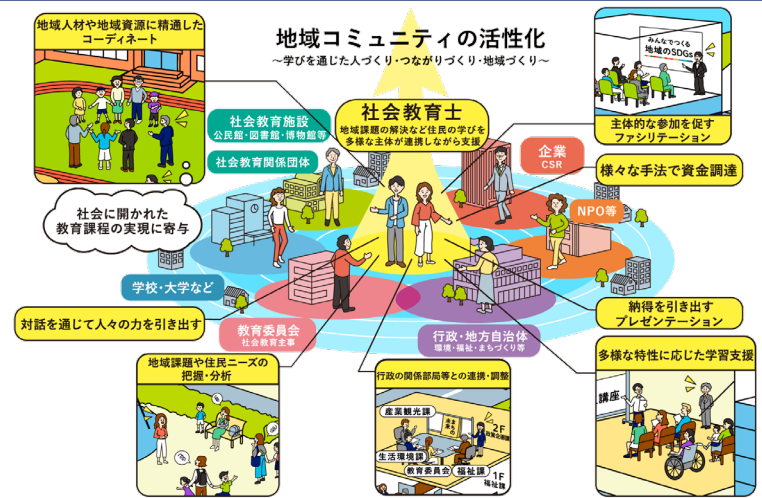 地域人材や地域資源に精通した
コーディネート
地域コミュニティの活性化
～学びを通じた人づくり・つながりづくり・地域づくり～
みんなでつくる
地域のSDGs
主体的な参加を促す
ファシリテーション
社会教育士
地域課題の解決など住民の学びを
多様な主体が連携しながら支援
社会教育施設
公民館・図書館・博物館等
社会教育関係団体
企業
CSR
様々な手法で資金調達
社会に開かれた
教育課程の実現に寄与
NPO等
学校・大学など
対話を通じて人々の力を引き出す
教育委員会
社会教育主事
行政・地方自治体
環境・福祉・まちづくり等
納得を引き出す
プレゼンテーション
地域課題や住民ニーズの
把握・分析
行政の関係部局等との連携・調整
産業観光課
まちの
未来
2F
政策企画課
生活環境課
教育委員会
福祉課
1F
福祉課
多様な特性に応じた学習支援
講座